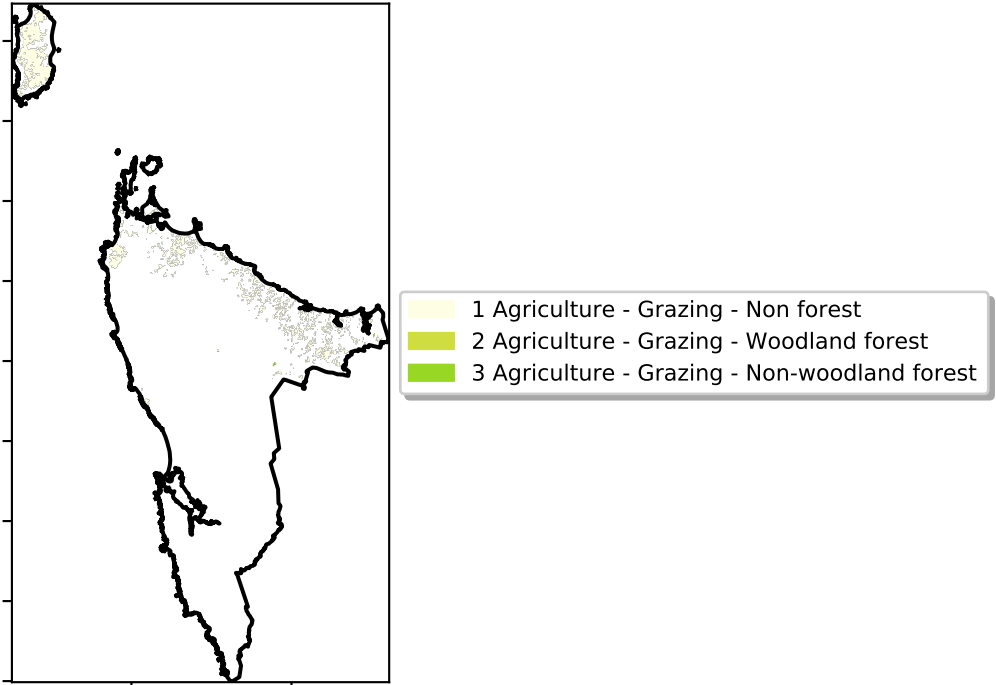 1 Agriculture - Grazing - Non forest
2 Agriculture - Grazing - Woodland forest
3 Agriculture - Grazing - Non-woodland forest